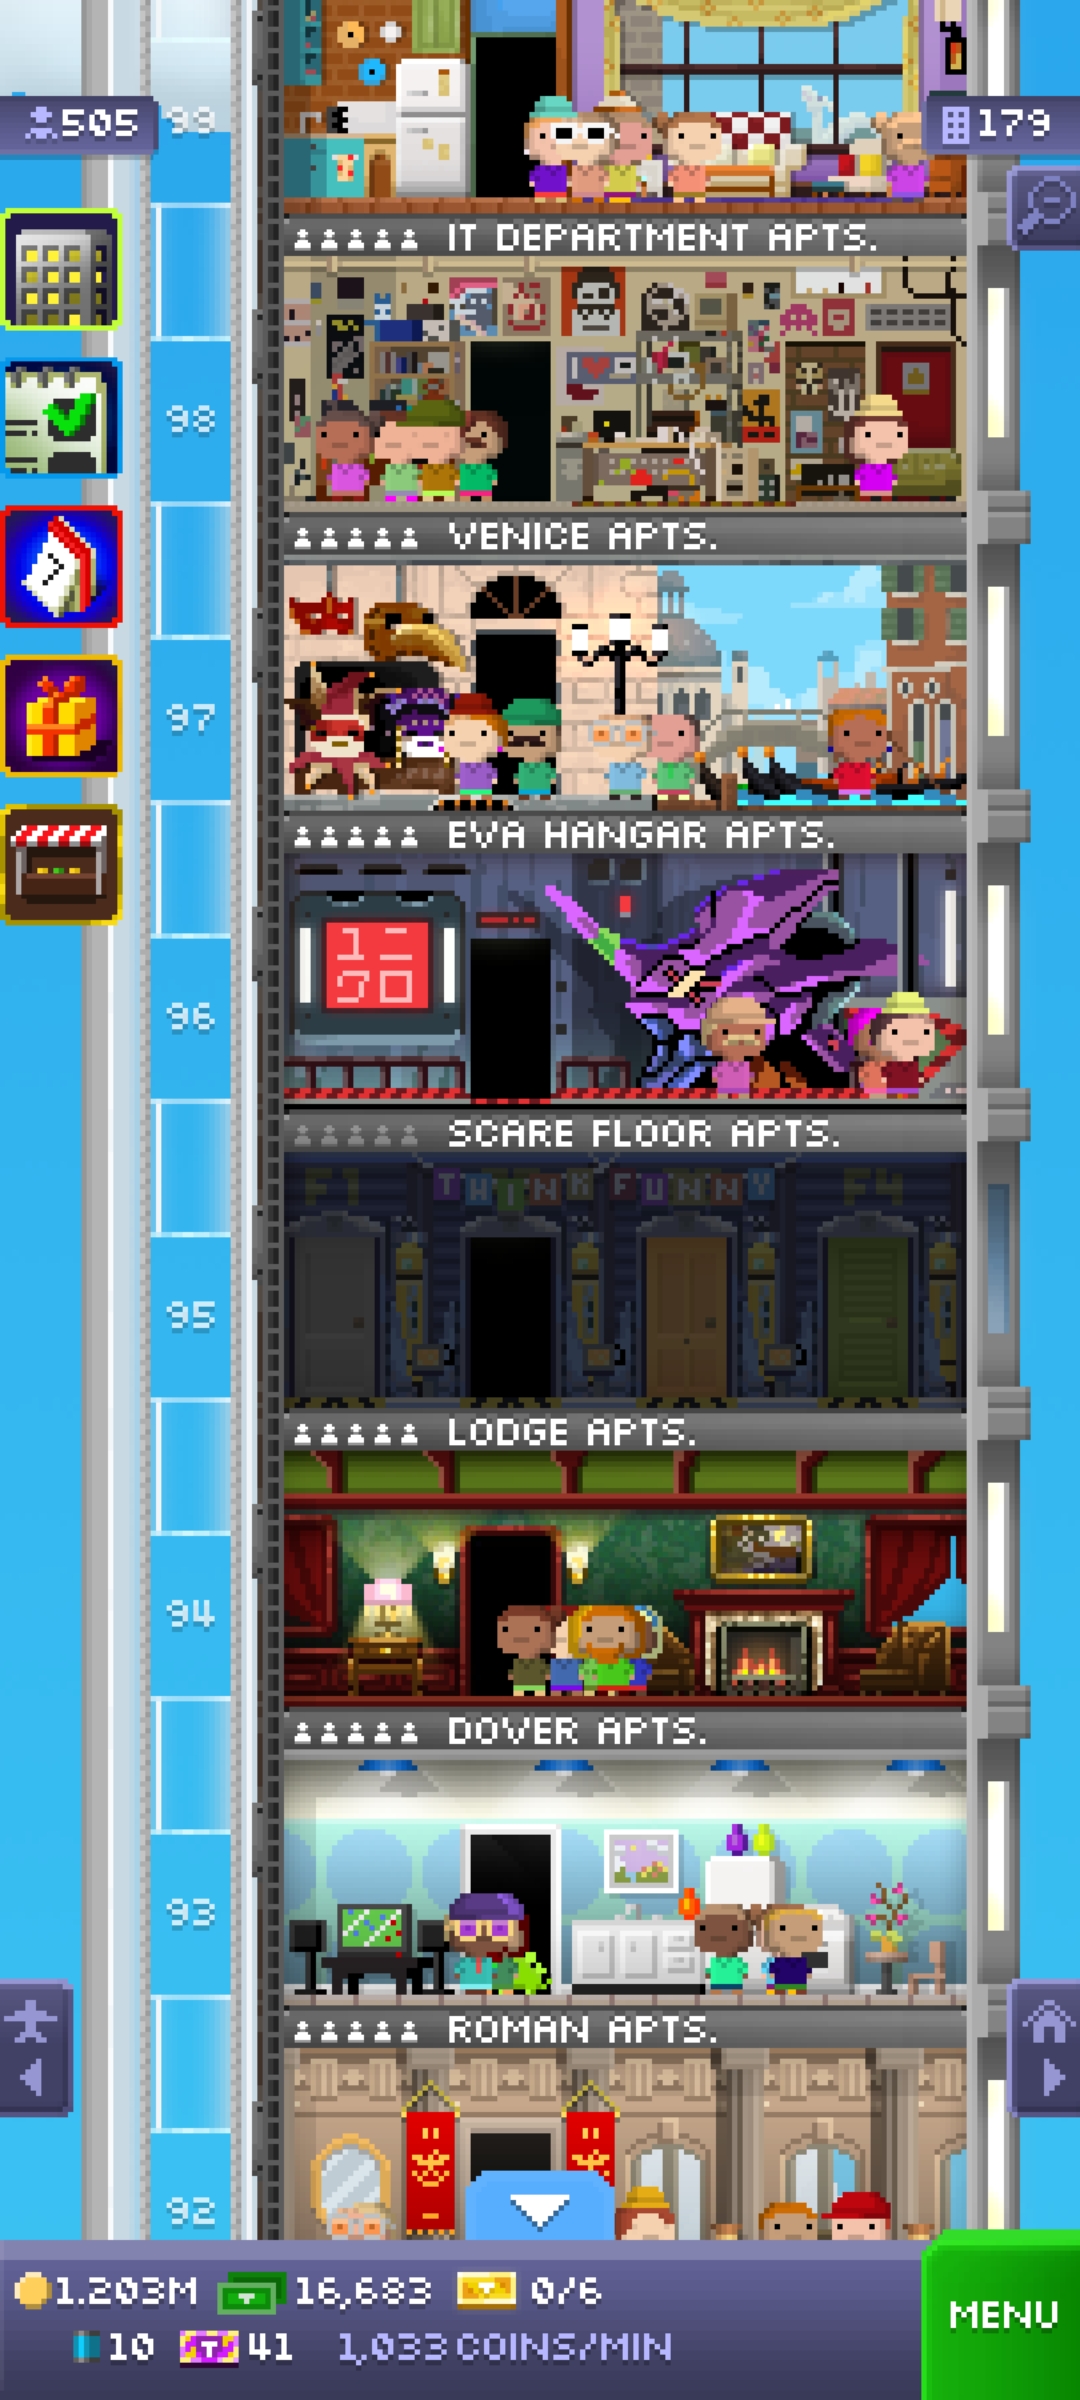 505
99
179
IT DEPARTMENT APTS.
98
VENICE APTS.
97
EVA HANGAR APTS.
96
SCARE FLOOR APTS.
F1 THINK FUNNY F4
95
LODGE APTS.
94
DOVER APTS.
93
ROMAN APTS.
92
1.203M 16,683 0/6
10 T 41 1,033 COINS/MIN
MENU